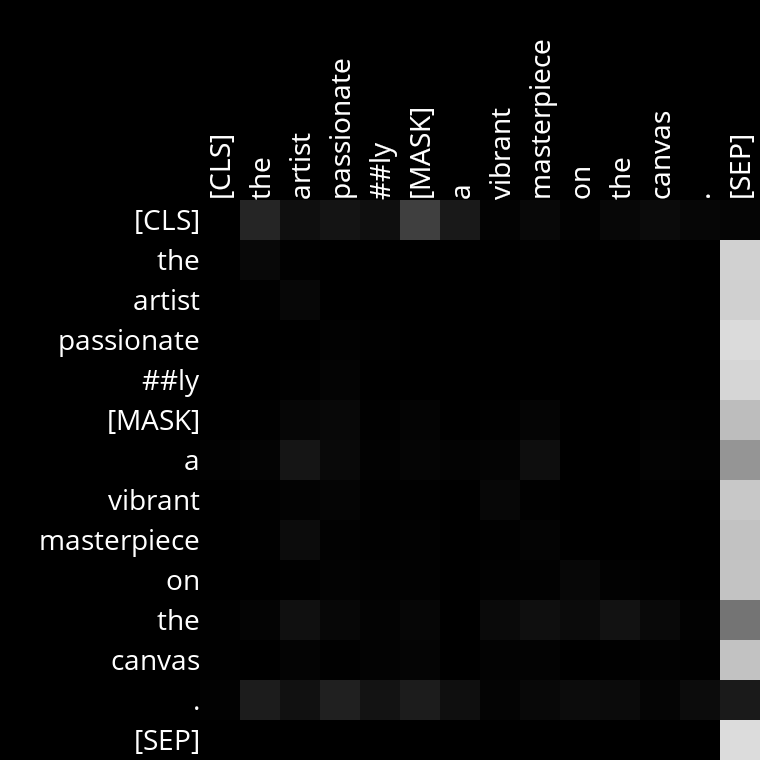 [CLS] the artist passionate ##ly [MASK] a vibrant masterpiece on the canvas . [SEP]
[CLS]
the
artist
passionate
##ly
[MASK]
a
vibrant
masterpiece
on
the
canvas
.
[SEP]